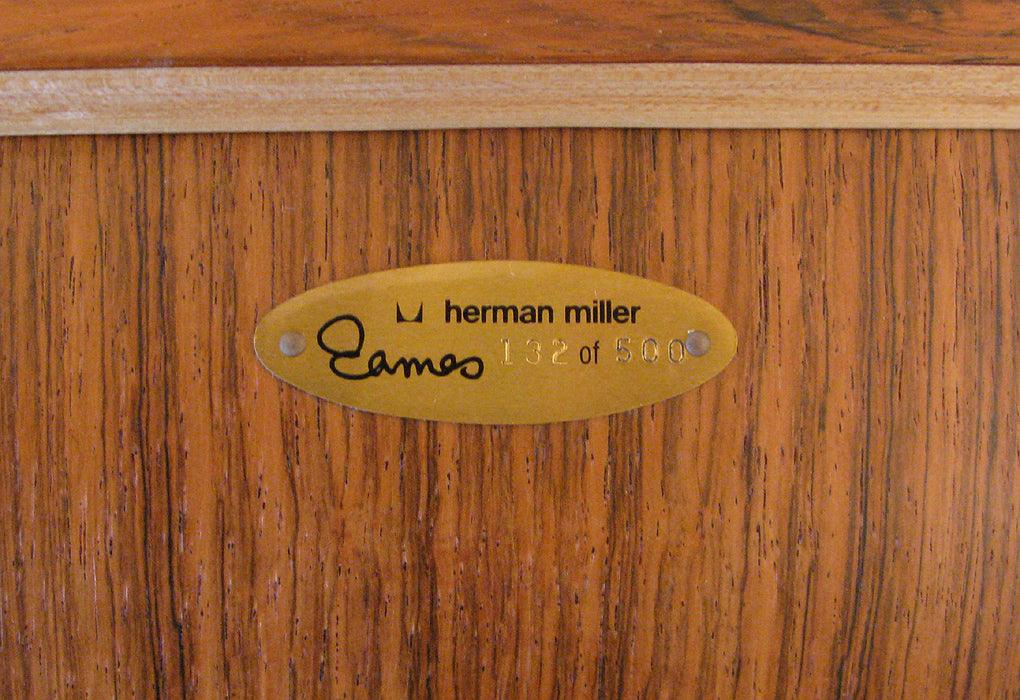 herman miller
Eames 132 of 500